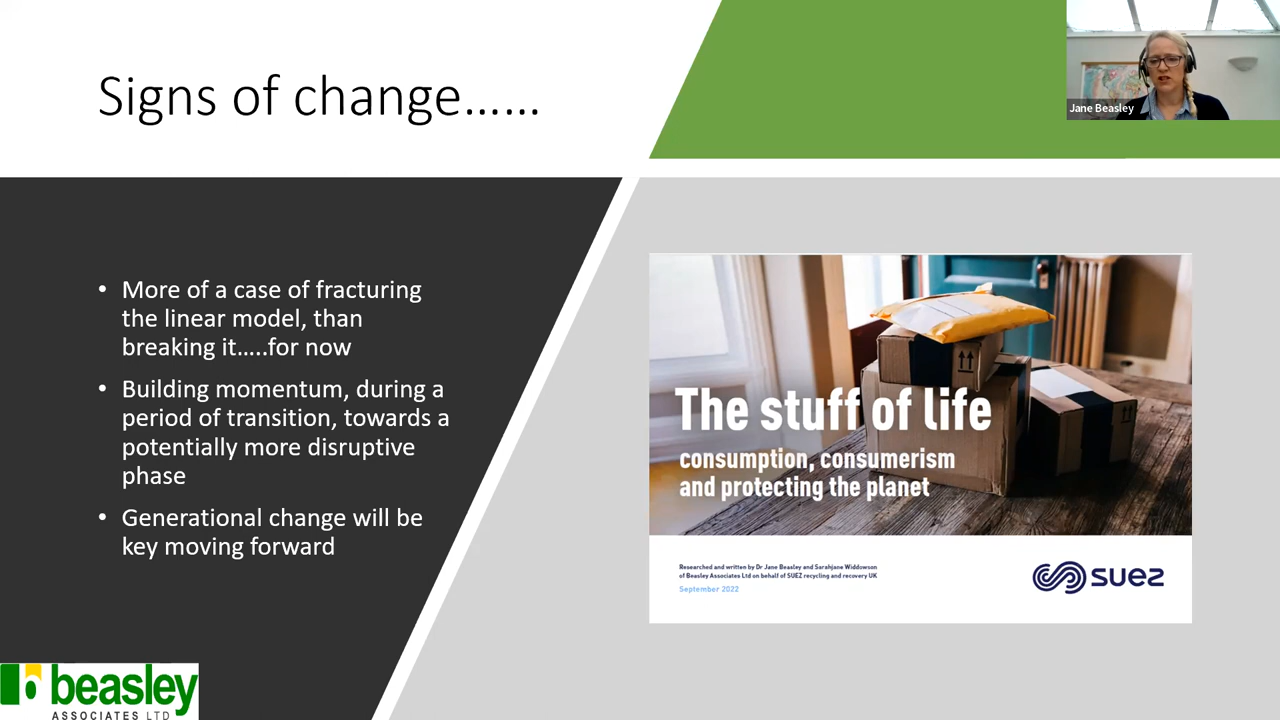 Signs of change......
Jane Beasley
• More of a case of fracturing
the linear model, than
breaking it.....for now
• Building momentum, during a
period of transition, towards a
potentially more disruptive
phase
• Generational change will be
key moving forward
The stuff of life
consumption, consumerism
and protecting the planet
Researched and written by Dr Jane Beasley and Sarahjane Widdowson
of Beasley Associates Ltd on behalf of SUEZ recycling and recovery UK
September 2022
suez
b beasley
ASSOCIATES LTD